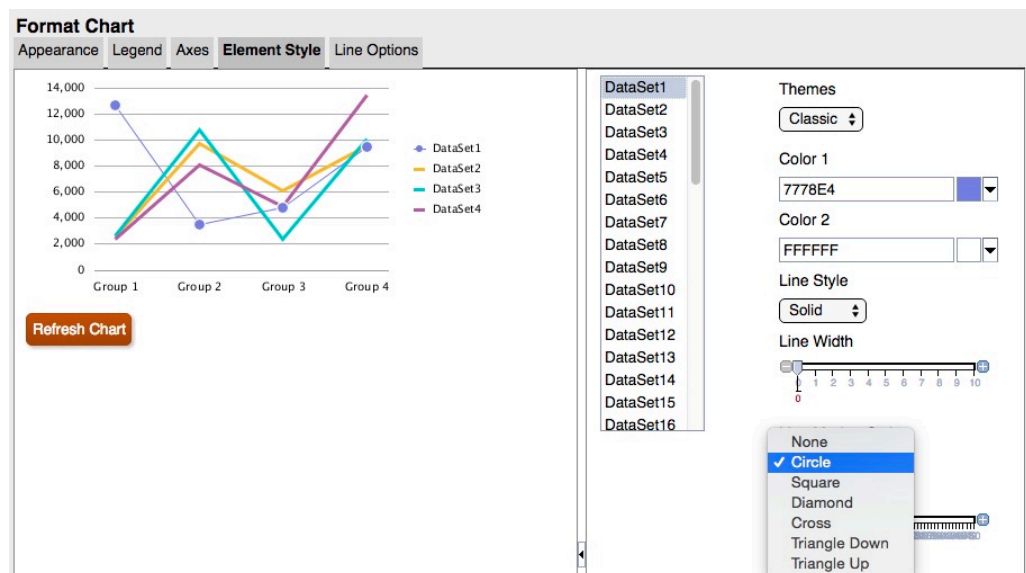 Format Chart
Appearance Legend Axes Element Style Line Options
14,000
12,000
10,000
8,000
6,000
4,000
2,000
0
Group 1 Group 2 Group 3 Group 4
DataSet1
DataSet2
DataSet3
DataSet4
Refresh Chart
DataSet1
DataSet2
DataSet3
DataSet4
DataSet5
DataSet6
DataSet7
DataSet8
DataSet9
DataSet10
DataSet11
DataSet12
DataSet13
DataSet14
DataSet15
DataSet16
Themes
Classic
Color 1
7778E4
Color 2
FFFFFF
Line Style
Solid
Line Width
1 2 3 4 5 6 7 8 9 10
0
None
Circle
Square
Diamond
Cross
Triangle Down
Triangle Up